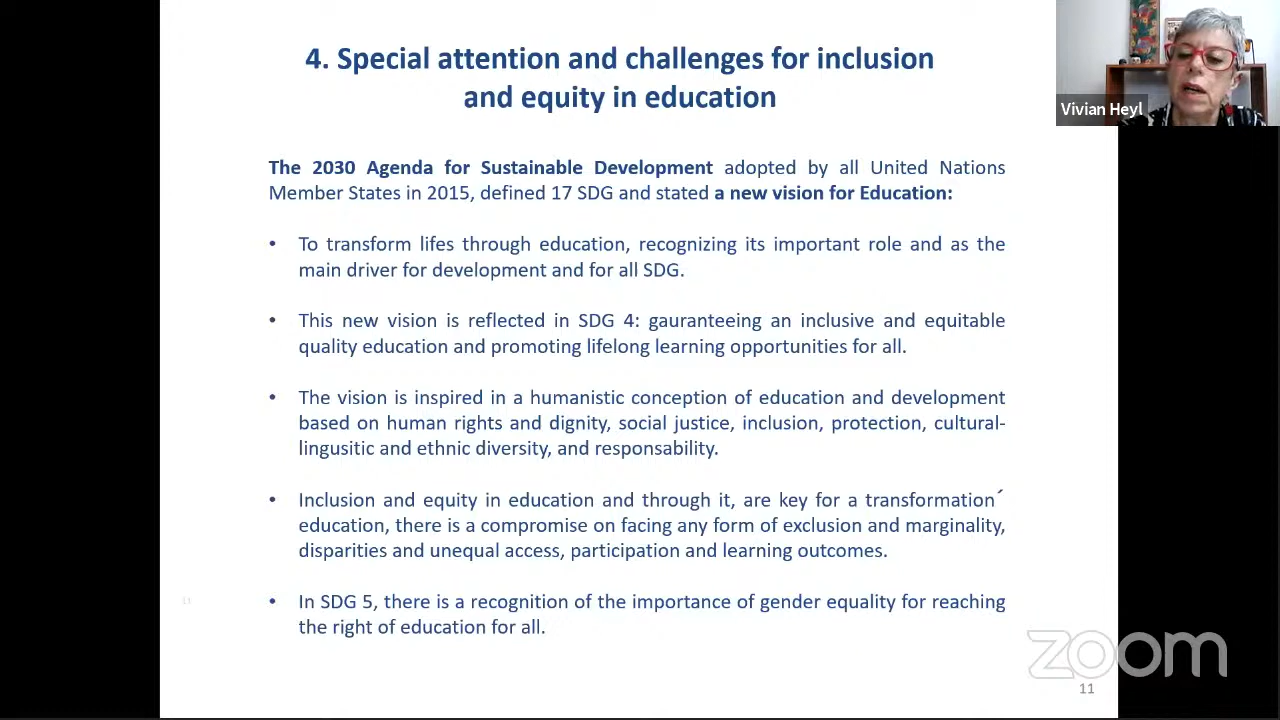 4. Special attention and challenges for inclusion
and equity in education
Vivian Heyl
The 2030 Agenda for Sustainable Development adopted by all United Nations
Member States in 2015, defined 17 SDG and stated a new vision for Education:
• To transform lifes through education, recognizing its important role and as the
main driver for development and for all SDG.
• This new vision is reflected in SDG 4: gauranteeing an inclusive and equitable
quality education and promoting lifelong learning opportunities for all.
• The vision is inspired in a humanistic conception of education and development
based on human rights and dignity, social justice, inclusion, protection, cultural-
lingusitic and ethnic diversity, and responsability.
• Inclusion and equity in education and through it, are key for a transformation´
education, there is a compromise on facing any form of exclusion and marginality,
disparities and unequal access, participation and learning outcomes.
• In SDG 5, there is a recognition of the importance of gender equality for reaching
the right of education for all.
zoom
11